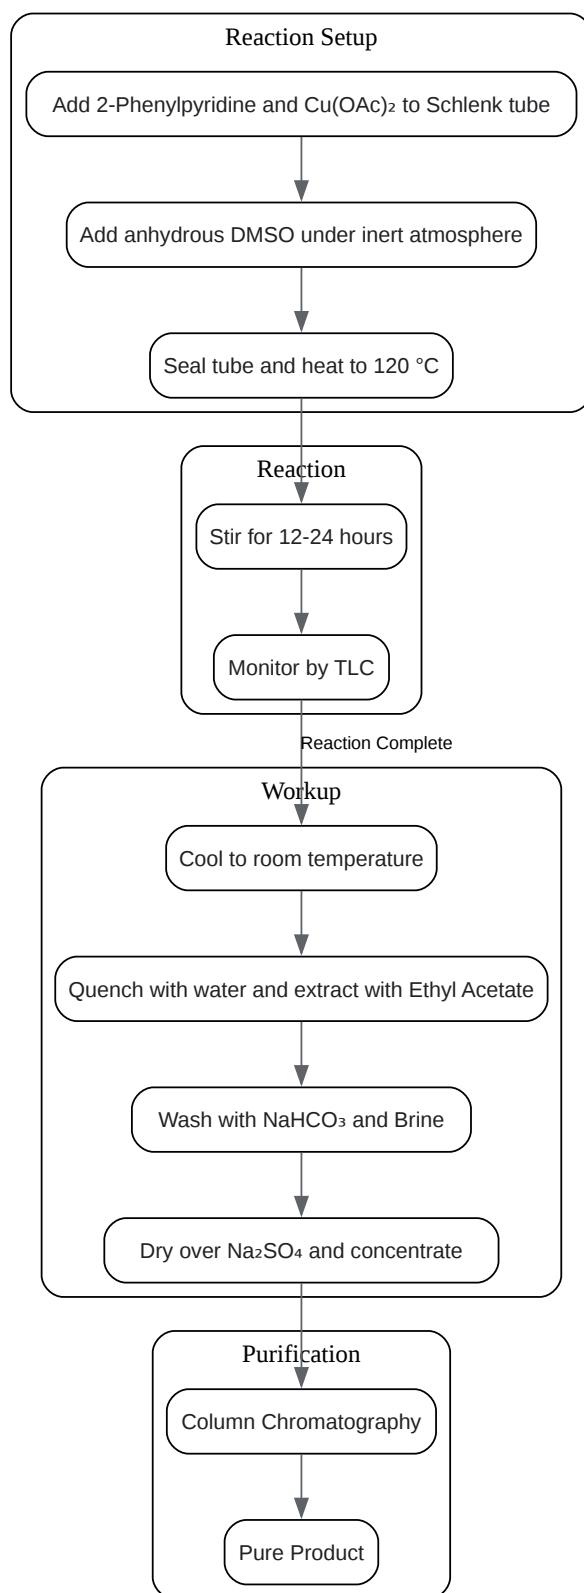 Reaction Setup
Add 2-Phenylpyridine and Cu(OAc)₂ to Schlenk tube
Add anhydrous DMSO under inert atmosphere
Seal tube and heat to 120 °C
Reaction
Stir for 12-24 hours
Monitor by TLC
Reaction Complete
Workup
Cool to room temperature
Quench with water and extract with Ethyl Acetate
Wash with NaHCO₃ and Brine
Dry over Na₂SO₄ and concentrate
Purification
Column Chromatography
Pure Product